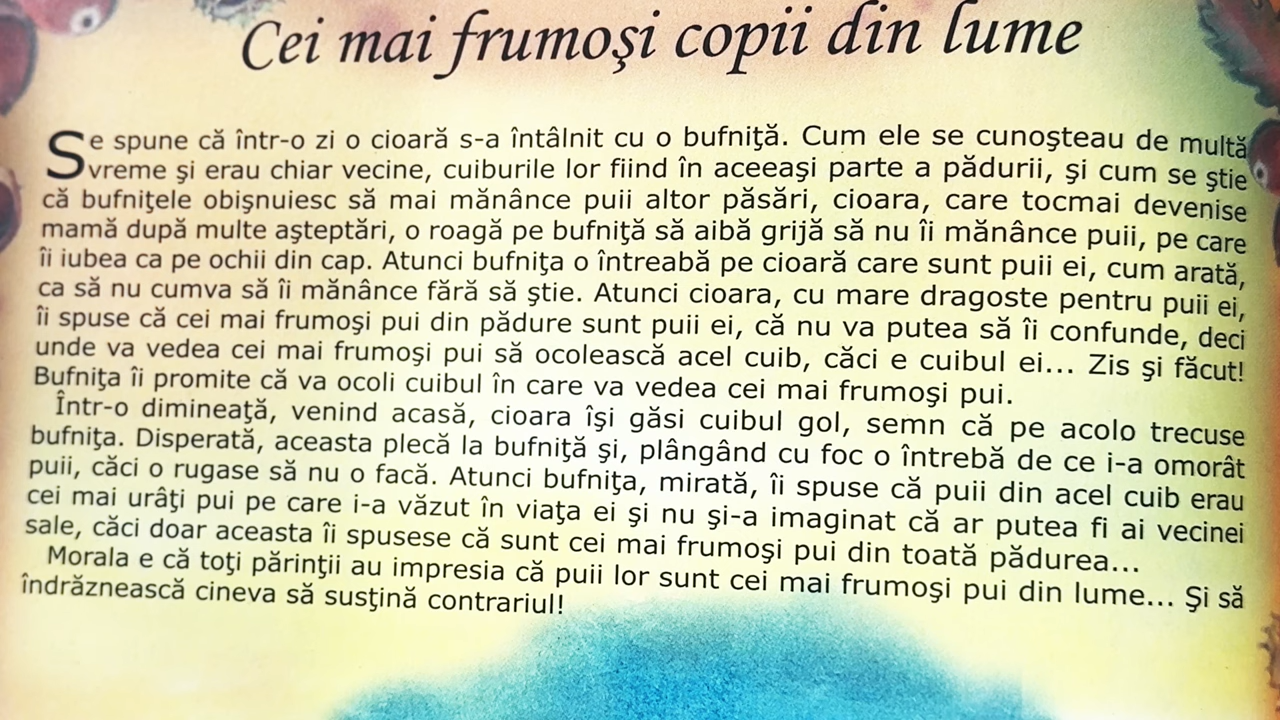 Cei mai frumoşi copii din lume
Se spune că într-o zi o cioară s-a întâlnit cu o bufniţă. Cum ele se cunoşteau de multă
vreme şi erau chiar vecine, cuiburile lor fiind în aceeaşi parte a pădurii, şi cum se ştie
că bufniţele obişnuiesc să mai mănânce puii altor păsări, cioara, care tocmai devenise
mamă după multe aşteptări, o roagă pe bufniţă să aibă grijă să nu îi mănânce puii, pe care
îi iubea ca pe ochii din cap. Atunci bufniţa o întreabă pe cioară care sunt puii ei, cum arată,
ca să nu cumva să îi mănânce fără să ştie. Atunci cioara, cu mare dragoste pentru puii ei,
îi spuse că cei mai frumoşi pui din pădure sunt puii ei, că nu va putea să îi confunde, deci
unde va vedea cei mai frumoşi pui să ocolească acel cuib, căci e cuibul ei... Zis şi făcut!
Bufniţa îi promite că va ocoli cuibul în care va vedea cei mai frumoşi pui.
Într-o dimineaţă, venind acasă, cioara îşi găsi cuibul gol, semn că pe acolo trecuse
bufniţa. Disperată, aceasta plecă la bufniţă şi, plângând cu foc o întrebă de ce i-a omorât
puii, căci o rugase să nu o facă. Atunci bufniţa, mirată, îi spuse că puii din acel cuib erau
cei mai urâţi pui pe care i-a văzut în viaţa ei şi nu şi-a imaginat că ar putea fi ai vecinei
sale, căci doar aceasta îi spusese că sunt cei mai frumoşi pui din toată pădurea...
Morala e că toţi părinţii au impresia că puii lor sunt cei mai frumoşi pui din lume... Şi să
îndrăznească cineva să susţină contrariul!